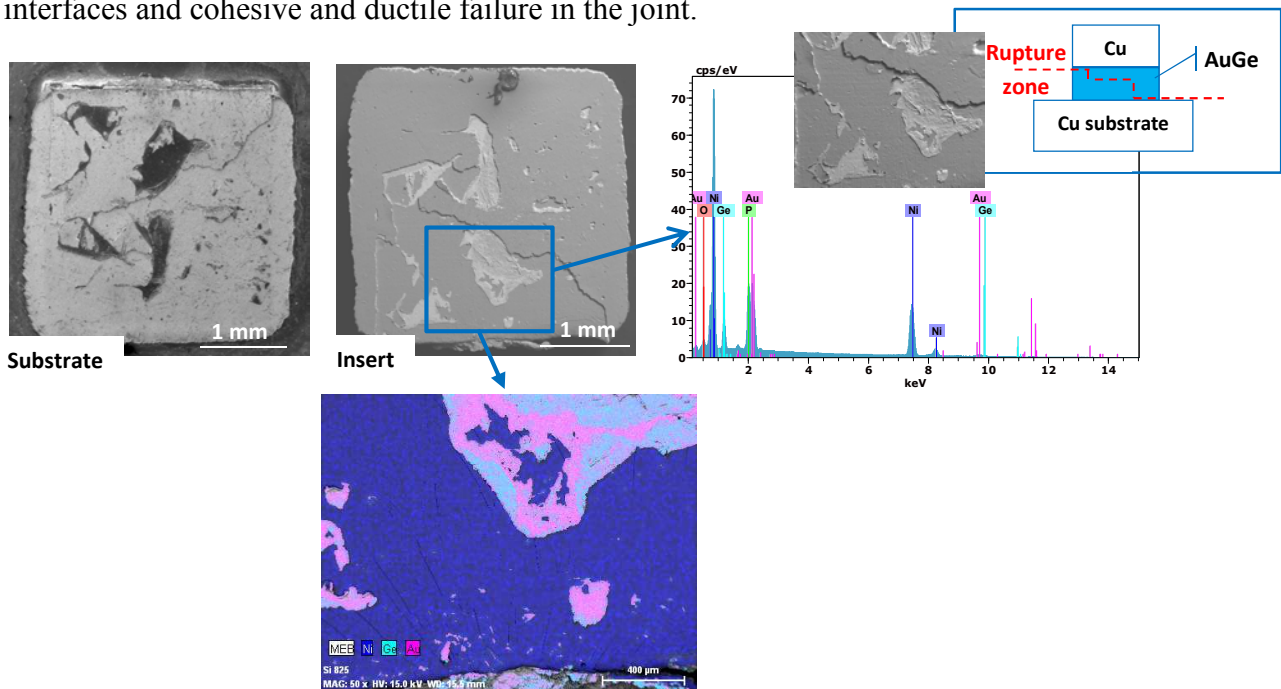 interfaces and cohesive and ductile failure in the joint.
Substrate
1 mm
Insert
1 mm
cps/eV
70
60
50
40
30
20
10
0
Au Ni Au Au
O Ge P Ni Ge
Ni
2 4 6 8 10 12 14
keV
Rupture
zone
Cu
AuGe
Cu substrate
MEB Ni Ge Au
Si 825
MAG: 50 x HV: 15.0 kV WD: 15.5 mm
400 µm